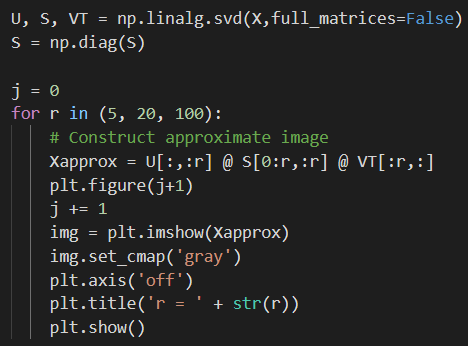 U, S, VT = np.linalg.svd(X,full_matrices=False)
S = np.diag(S)

j = 0
for r in (5, 20, 100):
    # Construct approximate image
    Xapprox = U[:,:r] @ S[0:r,:r] @ VT[:r,:]
    plt.figure(j+1)
    j += 1
    img = plt.imshow(Xapprox)
    img.set_cmap('gray')
    plt.axis('off')
    plt.title('r = ' + str(r))
    plt.show()